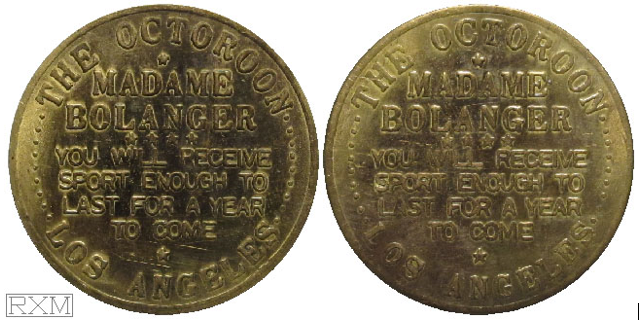 THE OCTOROON
MADAME
BOLANGER
YOU WILL RECEIVE
SPORT ENOUGH TO
LAST FOR A YEAR
TO COME
LOS ANGELES.
THE OCTOROON
MADAME
BOLANGER
YOU WILL RECEIVE
SPORT ENOUGH TO
LAST FOR A YEAR
TO COME
LOS ANGELES.
RXM